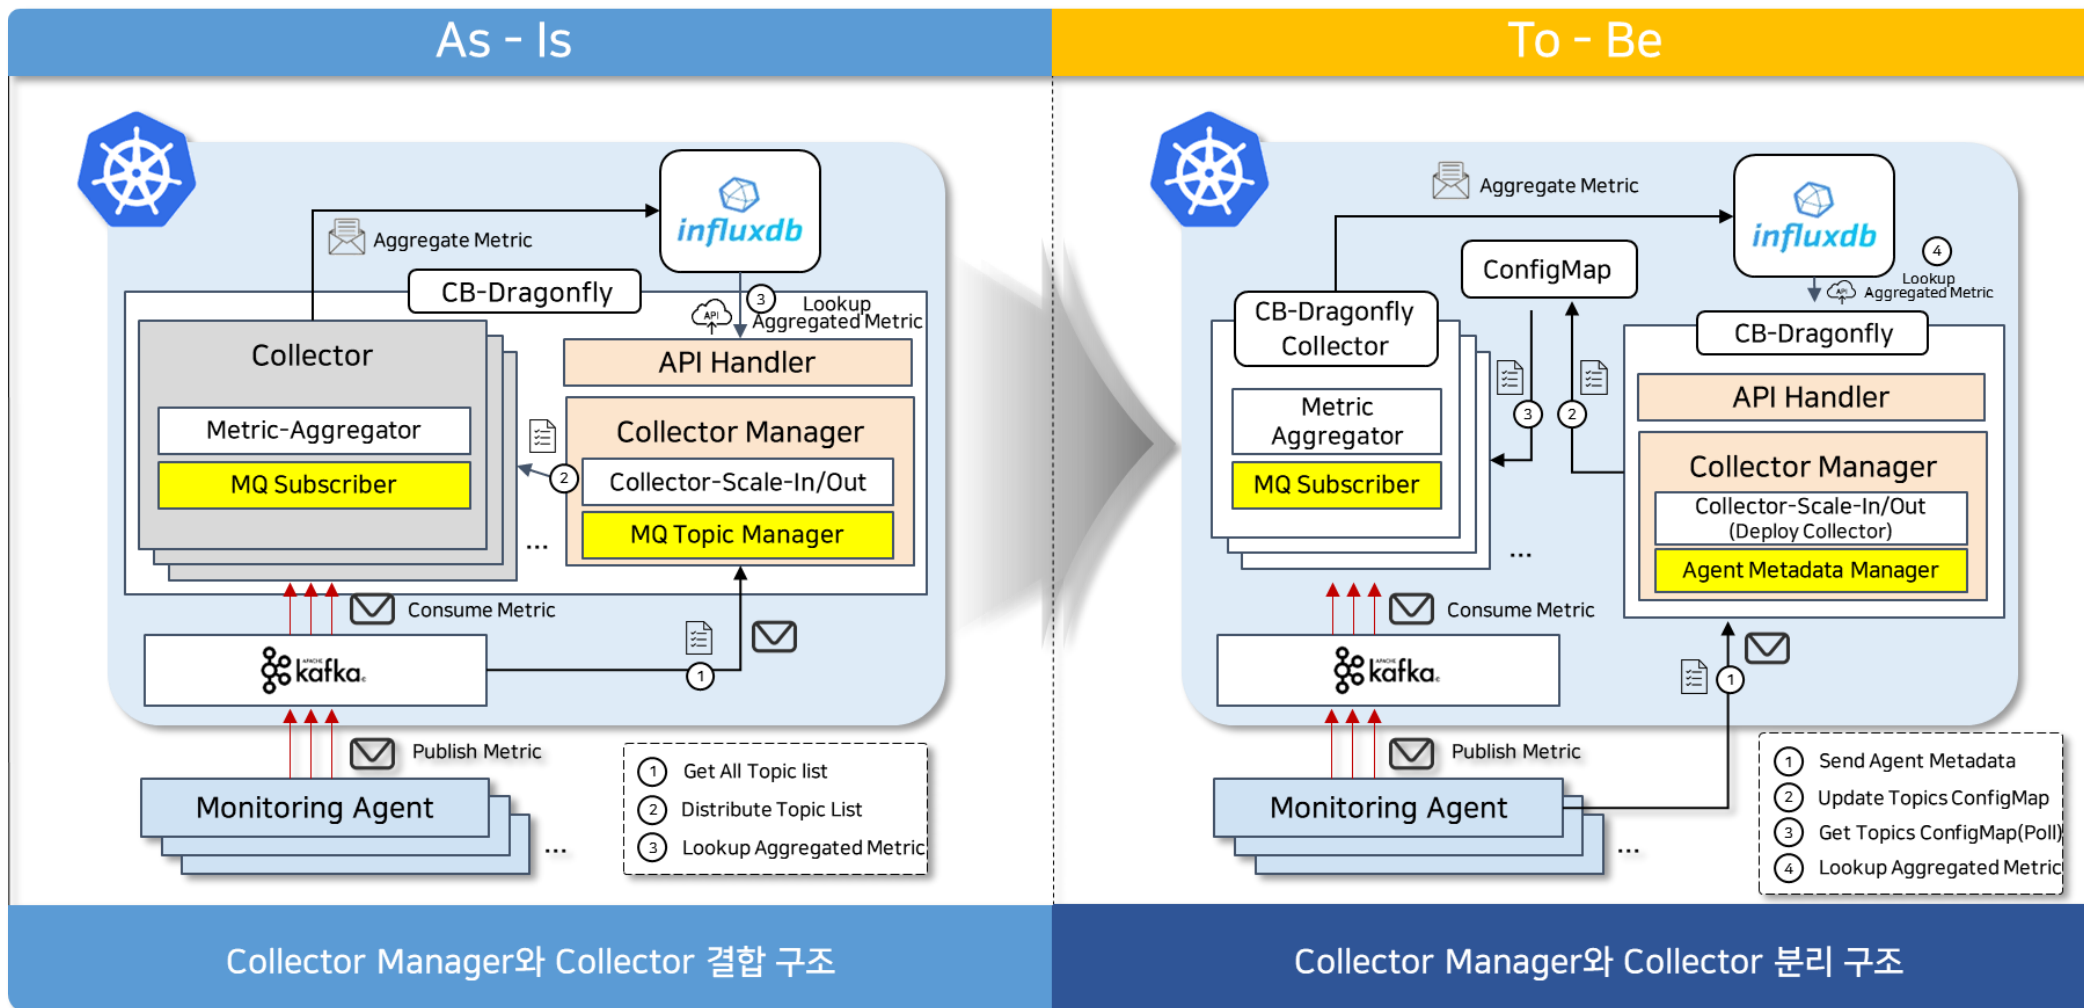 As - Is
To - Be
influxdb
Aggregate Metric
CB-Dragonfly
3
Lookup
Aggregated Metric
API
Collector
API Handler
Metric-Aggregator
MQ Subscriber
Collector Manager
2
Collector-Scale-In/Out
MQ Topic Manager
...
Consume Metric
APACHE
kafka
1
Publish Metric
Monitoring Agent
...
1 Get All Topic list
2 Distribute Topic List
3 Lookup Aggregated Metric
Collector Manager와 Collector 결합 구조
Aggregate Metric
influxdb
4
Lookup
Aggregated Metric
API
ConfigMap
CB-Dragonfly
Collector
CB-Dragonfly
Metric
Aggregator
MQ Subscriber
3
2
API Handler
Collector Manager
Collector-Scale-In/Out
(Deploy Collector)
Agent Metadata Manager
...
Consume Metric
APACHE
kafka
1
Publish Metric
Monitoring Agent
...
1 Send Agent Metadata
2 Update Topics ConfigMap
3 Get Topics ConfigMap(Poll)
4 Lookup Aggregated Metric
Collector Manager와 Collector 분리 구조